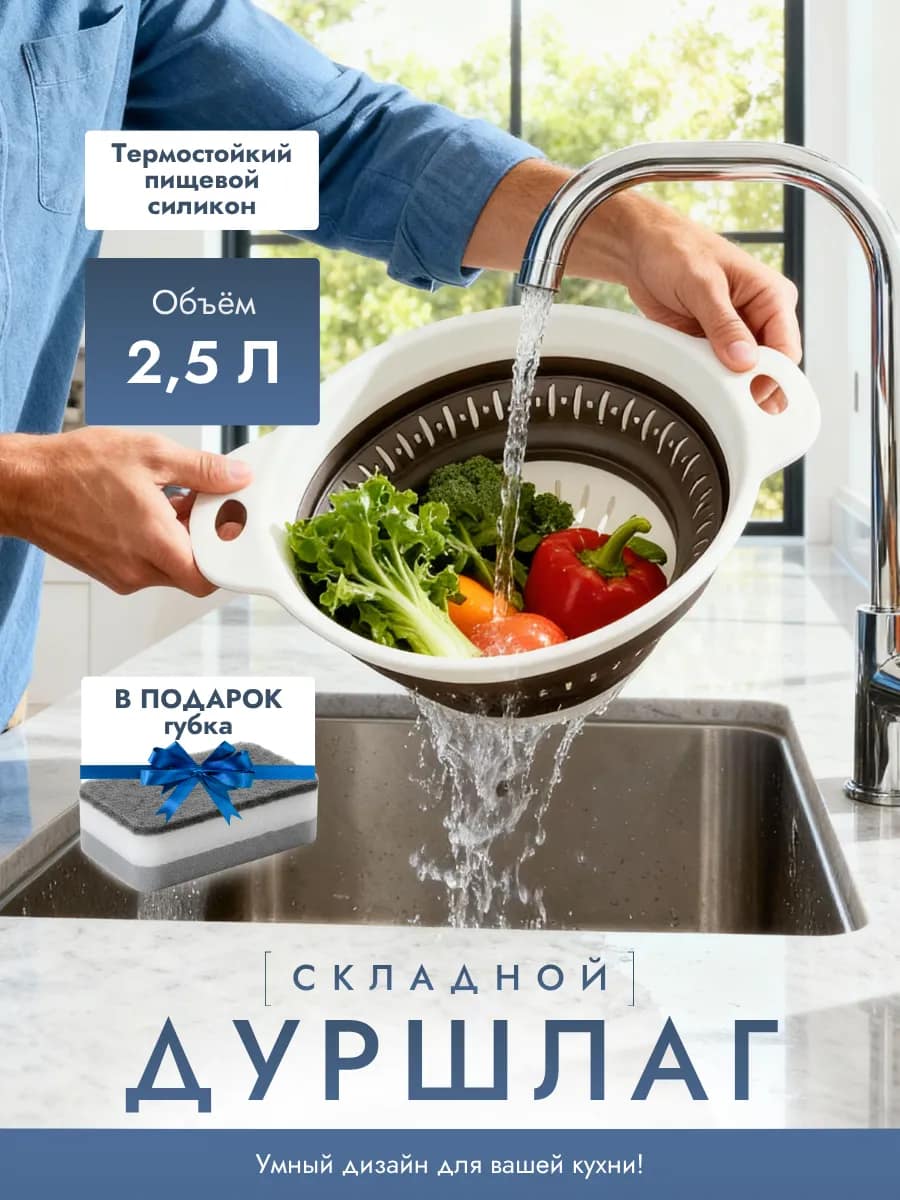 Термостойкий
пищевой
силикон
Объём
2,5 Л
В ПОДАРОК
губка
СКЛАДНОЙ
ДУРШЛАГ
Умный дизайн для вашей кухни!